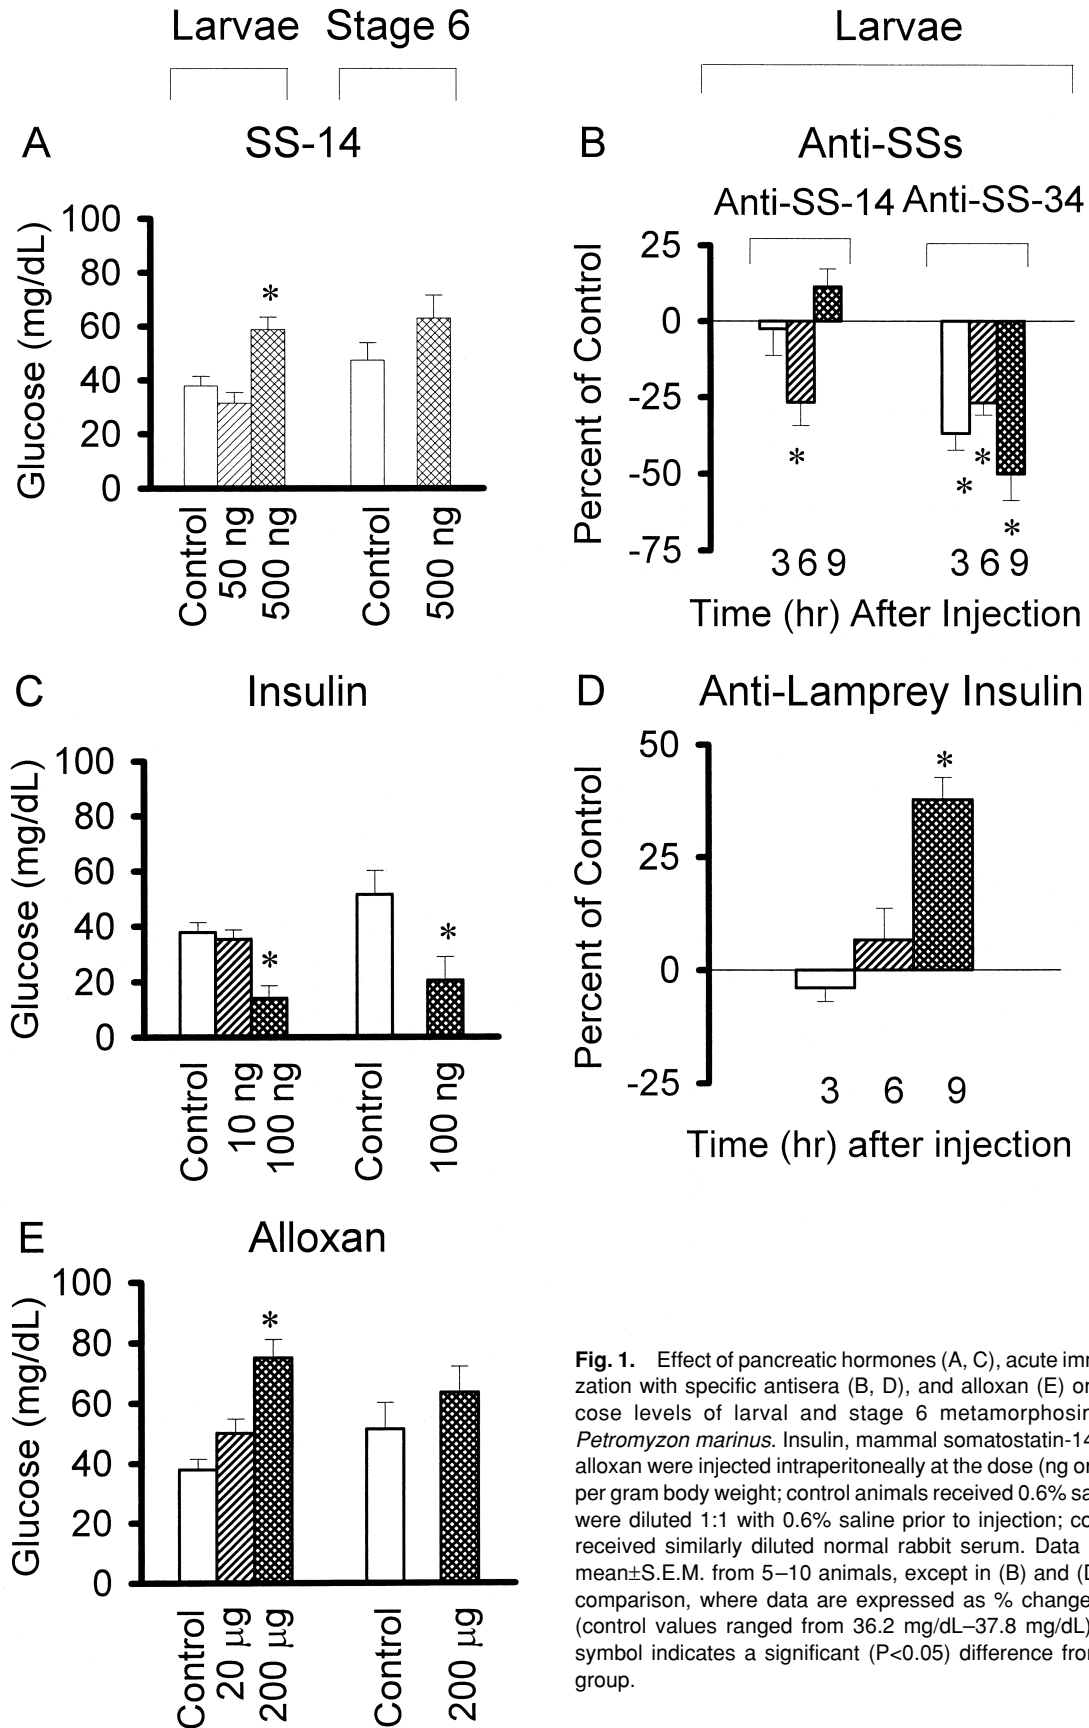 Larvae Stage 6
A SS-14
Glucose (mg/dL)
100
80
60
40
20
0
*
Control
50 ng
500 ng
Control
500 ng
Larvae
B Anti-SSs
Anti-SS-14 Anti-SS-34
Percent of Control
25
0
-25
-50
-75
*
*
*
*
3 6 9 3 6 9
Time (hr) After Injection
C Insulin
Glucose (mg/dL)
100
80
60
40
20
0
*
*
Control
10 ng
100 ng
Control
100 ng
D Anti-Lamprey Insulin
Percent of Control
50
25
0
-25
*
3 6 9
Time (hr) after injection
E Alloxan
Glucose (mg/dL)
100
80
60
40
20
0
*
Control
20 µg
200 µg
Control
200 µg
Fig. 1. Effect of pancreatic hormones (A, C), acute imm
zation with specific antisera (B, D), and alloxan (E) on
cose levels of larval and stage 6 metamorphosin
Petromyzon marinus. Insulin, mammal somatostatin-14
alloxan were injected intraperitoneally at the dose (ng or
per gram body weight; control animals received 0.6% sa
were diluted 1:1 with 0.6% saline prior to injection; co
received similarly diluted normal rabbit serum. Data
mean±S.E.M. from 5–10 animals, except in (B) and (D
comparison, where data are expressed as % change
(control values ranged from 36.2 mg/dL–37.8 mg/dL)
symbol indicates a significant (P<0.05) difference fro
group.